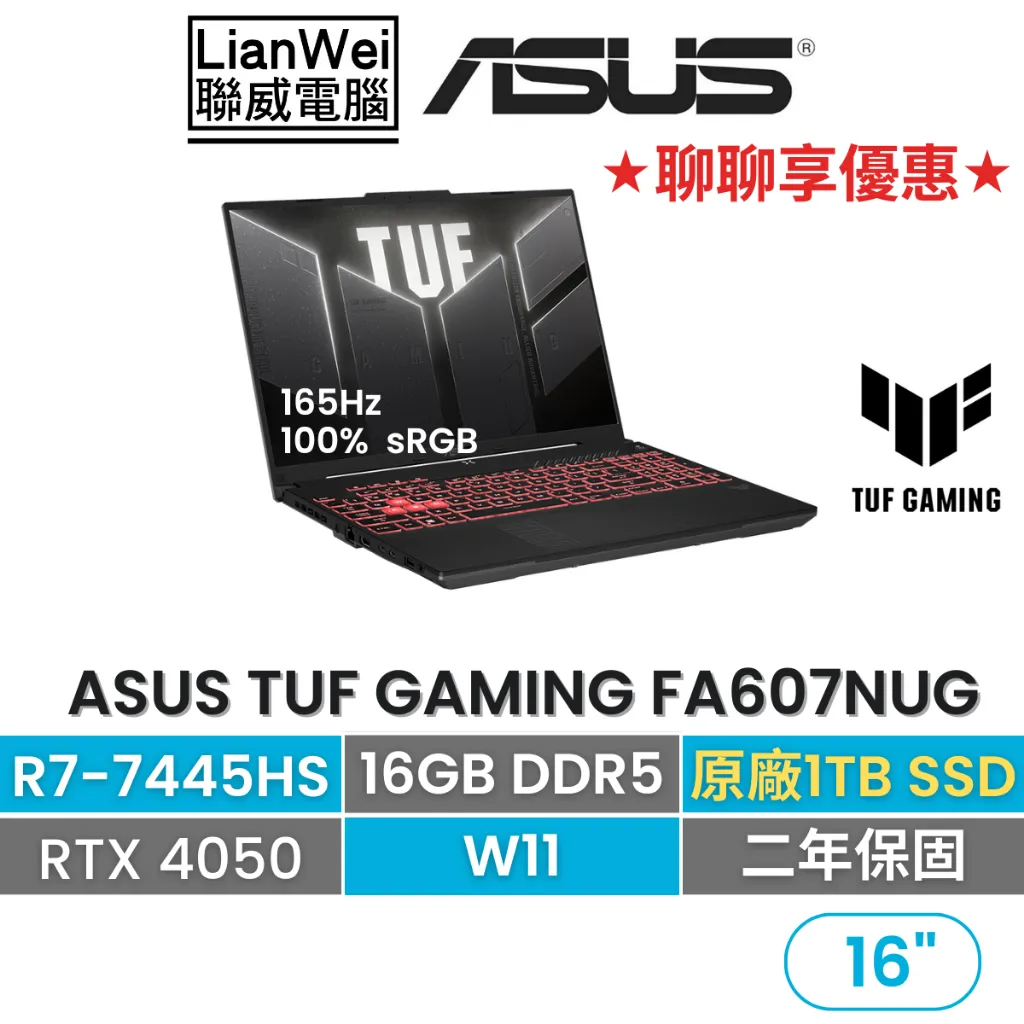 LianWei
聯威電腦
ASUS®
★聊聊享優惠★
TUF
TUF GAMING
165Hz
100% sRGB
TUF GAMING
ASUS TUF GAMING FA607NUG
R7-7445HS
16GB DDR5
原廠1TB SSD
RTX 4050
W11
二年保固
16"